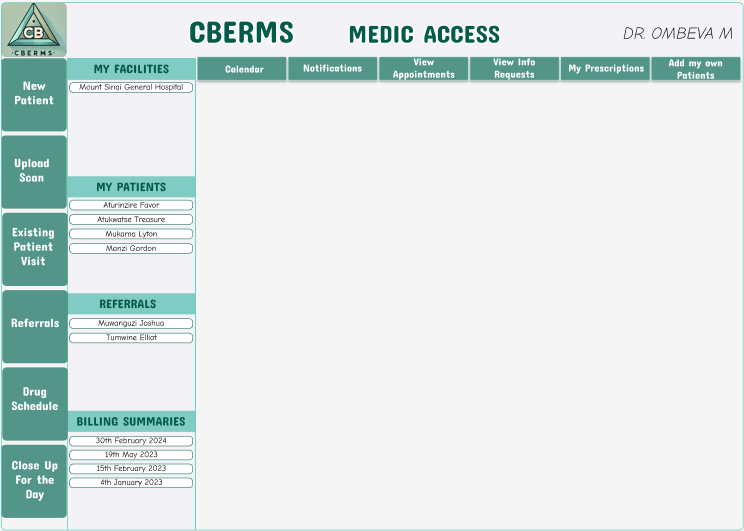 CB
·CBERMS·
CBERMS MEDIC ACCESS
DR. OMBEVA M
New
Patient
Upload
Scan
Existing
Patient
Visit
Referrals
Drug
Schedule
Close Up
For the
Day
MY FACILITIES
Mount Sinai General Hospital
MY PATIENTS
Aturinzire Favor
Atukwatse Treasure
Mukama Lyton
Manzi Gordon
REFERRALS
Muwanguzi Joshua
Tumwine Elliat
BILLING SUMMARIES
30th February 2024
19th May 2023
15th February 2023
4th January 2023
Calendar
Notifications
View
Appointments
View Info
Requests
My Prescriptions
Add my own
Patients